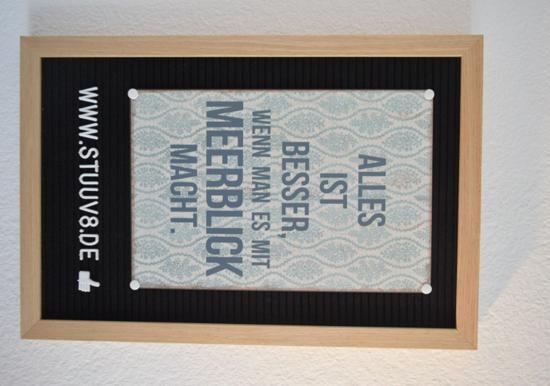 ALLES
IST
BESSER,
WENN MAN ES MIT
MEERBLICK
MACHT.
WWW.STUUV8.DE